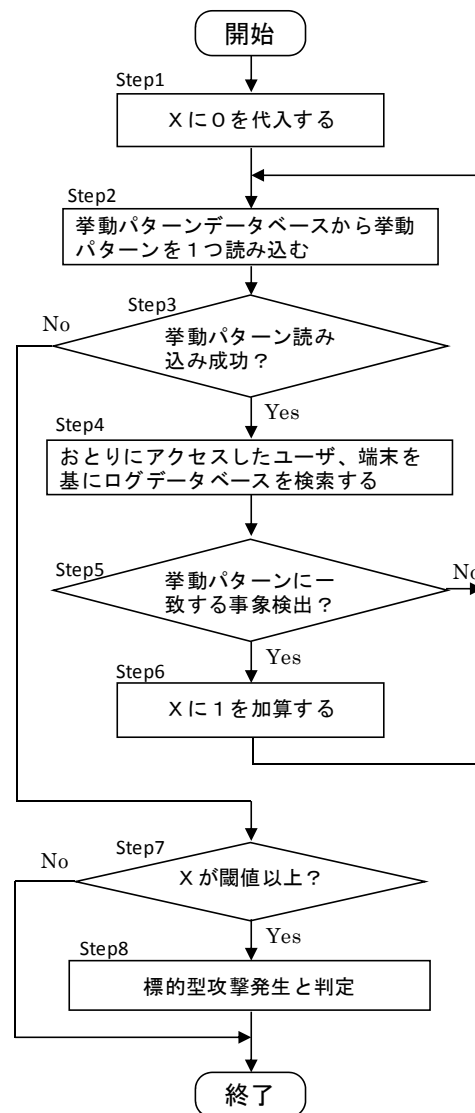 開始
Step1
Xに0を代入する
Step2
挙動パターンデータベースから挙動
パターンを1つ読み込む
Step3
No
挙動パターン読み
込み成功？
Yes
Step4
おとりにアクセスしたユーザ、端末を
基にログデータベースを検索する
Step5
No
挙動パターンに一
致する事象検出？
Yes
Step6
Xに1を加算する
Step7
No
Xが閾値以上？
Yes
Step8
標的型攻撃発生と判定
終了